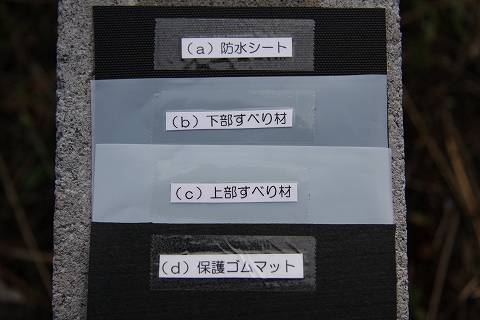 （a）防水シート
（b）下部すべり材
（c）上部すべり材
（d）保護ゴムマット